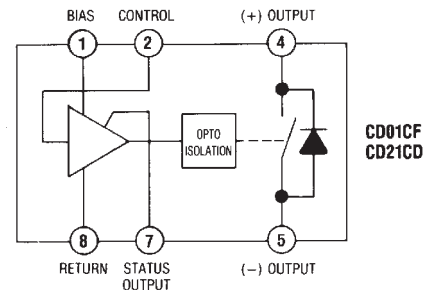 BIAS CONTROL (+) OUTPUT
1 2 4
OPTO
ISOLATION
CD01CF
CD21CD
8 7 5
RETURN STATUS
OUTPUT (−) OUTPUT